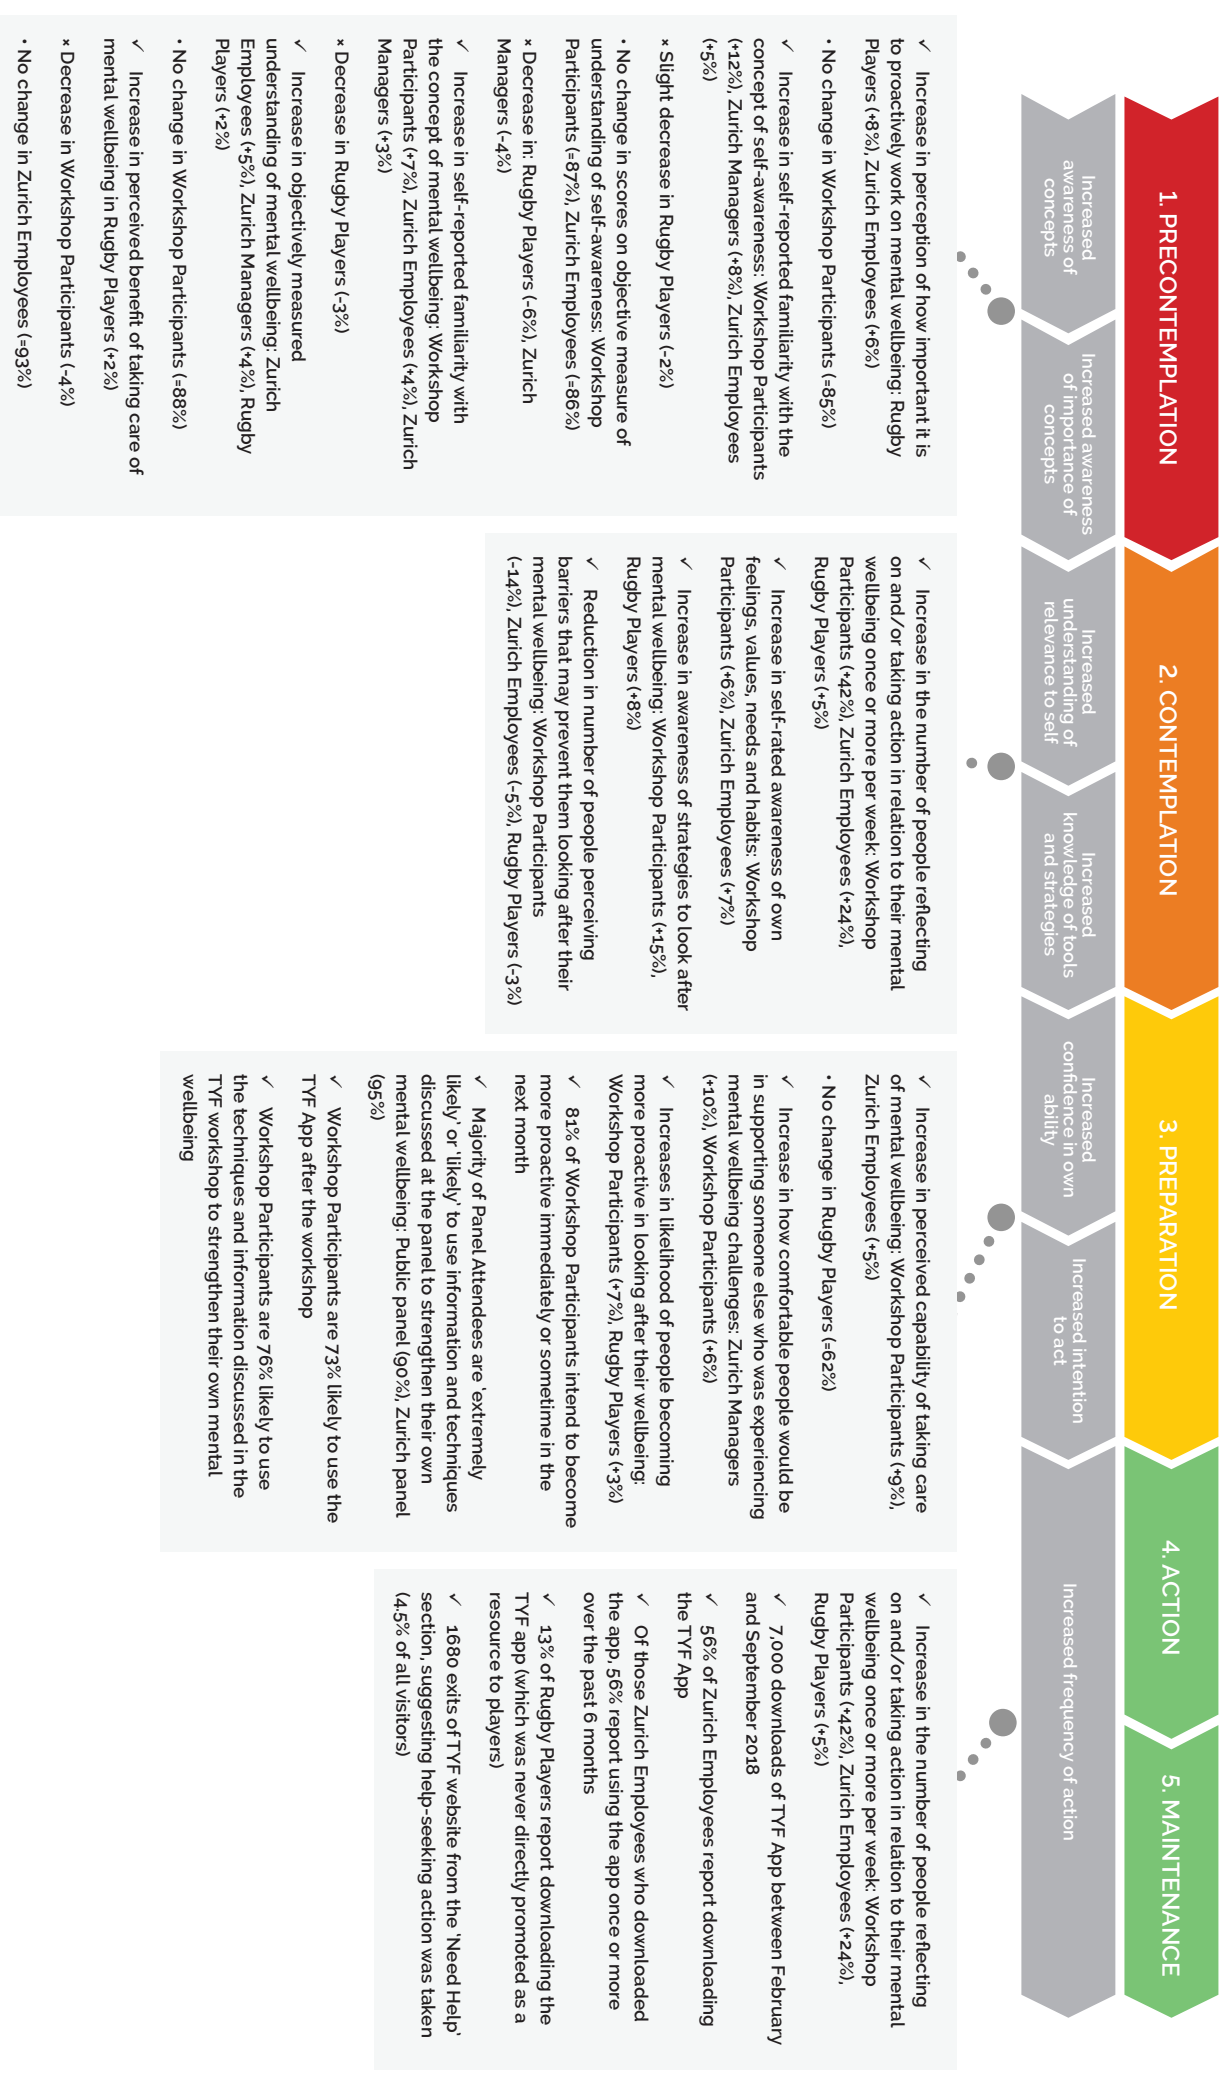 1. PRECONTEMPLATION
2. CONTEMPLATION
3. PREPARATION
4. ACTION
5. MAINTENANCE
Increased
awareness of
concepts
Increased awareness
of importance of
concepts
Increased
understanding of
relevance to self
Increased
knowledge of tools
and strategies
Increased
confidence in own
ability
Increased intention
to act
Increased frequency of action
✓ Increase in perception of how important it is
to proactively work on mental wellbeing: Rugby
Players (+8%), Zurich Employees (+6%)
• No change in Workshop Participants (=85%)
✓ Increase in self-reported familiarity with the
concept of self-awareness: Workshop Participants
(+12%), Zurich Managers (+8%), Zurich Employees
(+5%)
× Slight decrease in Rugby Players (-2%)
• No change in scores on objective measure of
understanding of self-awareness: Workshop
Participants (=87%), Zurich Employees (=86%)
× Decrease in: Rugby Players (-6%), Zurich
Managers (-4%)
✓ Increase in self-reported familiarity with
the concept of mental wellbeing: Workshop
Participants (+7%), Zurich Employees (+4%), Zurich
Managers (+3%)
× Decrease in Rugby Players (-3%)
✓ Increase in objectively measured
understanding of mental wellbeing: Zurich
Employees (+5%), Zurich Managers (+4%), Rugby
Players (+2%)
• No change in Workshop Participants (=88%)
✓ Increase in perceived benefit of taking care of
mental wellbeing in Rugby Players (+2%)
× Decrease in Workshop Participants (-4%)
• No change in Zurich Employees (=93%)
✓ Increase in the number of people reflecting
on and/or taking action in relation to their mental
wellbeing once or more per week: Workshop
Participants (+42%), Zurich Employees (+24%),
Rugby Players (+5%)
✓ Increase in self-rated awareness of own
feelings, values, needs and habits: Workshop
Participants (+6%), Zurich Employees (+7%)
✓ Increase in awareness of strategies to look after
mental wellbeing: Workshop Participants (+15%),
Rugby Players (+8%)
✓ Reduction in number of people perceiving
barriers that may prevent them looking after their
mental wellbeing: Workshop Participants
(-14%), Zurich Employees (-5%), Rugby Players (-3%)
✓ Increase in perceived capability of taking care
of mental wellbeing: Workshop Participants (+9%),
Zurich Employees (+5%)
• No change in Rugby Players (=62%)
✓ Increase in how comfortable people would be
in supporting someone else who was experiencing
mental wellbeing challenges: Zurich Managers
(+10%), Workshop Participants (+6%)
✓ Increases in likelihood of people becoming
more proactive in looking after their wellbeing:
Workshop Participants (+7%), Rugby Players (+3%)
✓ 81% of Workshop Participants intend to become
more proactive immediately or sometime in the
next month
✓ Majority of Panel Attendees are 'extremely
likely' or 'likely' to use information and techniques
discussed at the panel to strengthen their own
mental wellbeing: Public panel (90%), Zurich panel
(95%)
✓ Workshop Participants are 73% likely to use the
TYF App after the workshop
✓ Workshop Participants are 76% likely to use
the techniques and information discussed in the
TYF workshop to strengthen their own mental
wellbeing
✓ Increase in the number of people reflecting
on and/or taking action in relation to their mental
wellbeing once or more per week: Workshop
Participants (+42%), Zurich Employees (+24%),
Rugby Players (+5%)
✓ 7,000 downloads of TYF App between February
and September 2018
✓ 56% of Zurich Employees report downloading
the TYF App
✓ Of those Zurich Employees who downloaded
the app, 56% report using the app once or more
over the past 6 months
✓ 13% of Rugby Players report downloading the
TYF app (which was never directly promoted as a
resource to players)
✓ 1680 exits of TYF website from the 'Need Help'
section, suggesting help-seeking action was taken
(4.5% of all visitors)